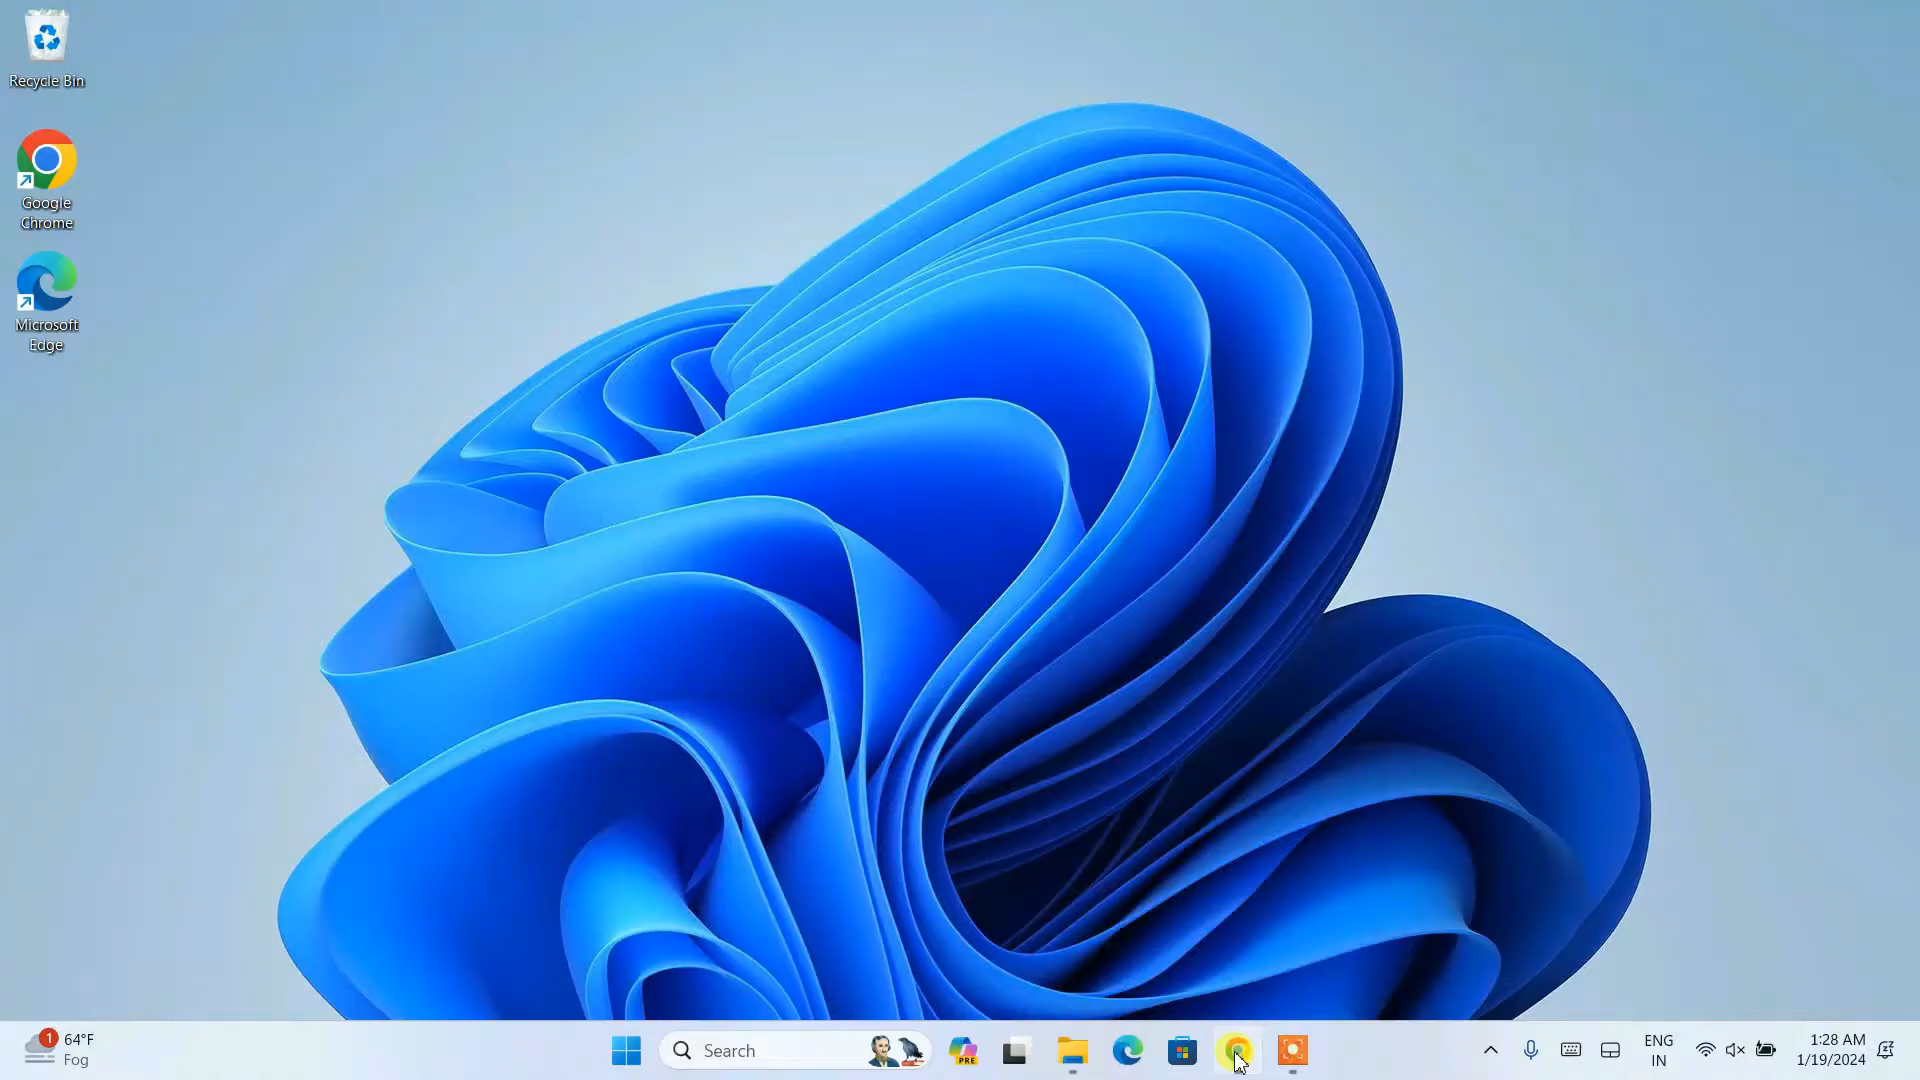 Recycle Bin
Google
Chrome
Microsoft
Edge
1
64°F
Fog
Search
PRE
ENG
IN
1:28 AM
1/19/2024